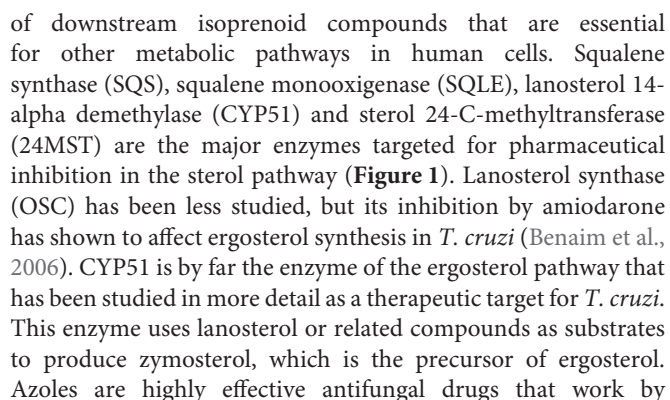 of downstream isoprenoid compounds that are essential
for other metabolic pathways in human cells. Squalene
synthase (SQS), squalene monooxigenase (SQLE), lanosterol 14-
alpha demethylase (CYP51) and sterol 24-C-methyltransferase
(24MST) are the major enzymes targeted for pharmaceutical
inhibition in the sterol pathway (Figure 1). Lanosterol synthase
(OSC) has been less studied, but its inhibition by amiodarone
has shown to affect ergosterol synthesis in T. cruzi (Benaim et al.,
2006). CYP51 is by far the enzyme of the ergosterol pathway that
has been studied in more detail as a therapeutic target for T. cruzi.
This enzyme uses lanosterol or related compounds as substrates
to produce zymosterol, which is the precursor of ergosterol.
Azoles are highly effective antifungal drugs that work by